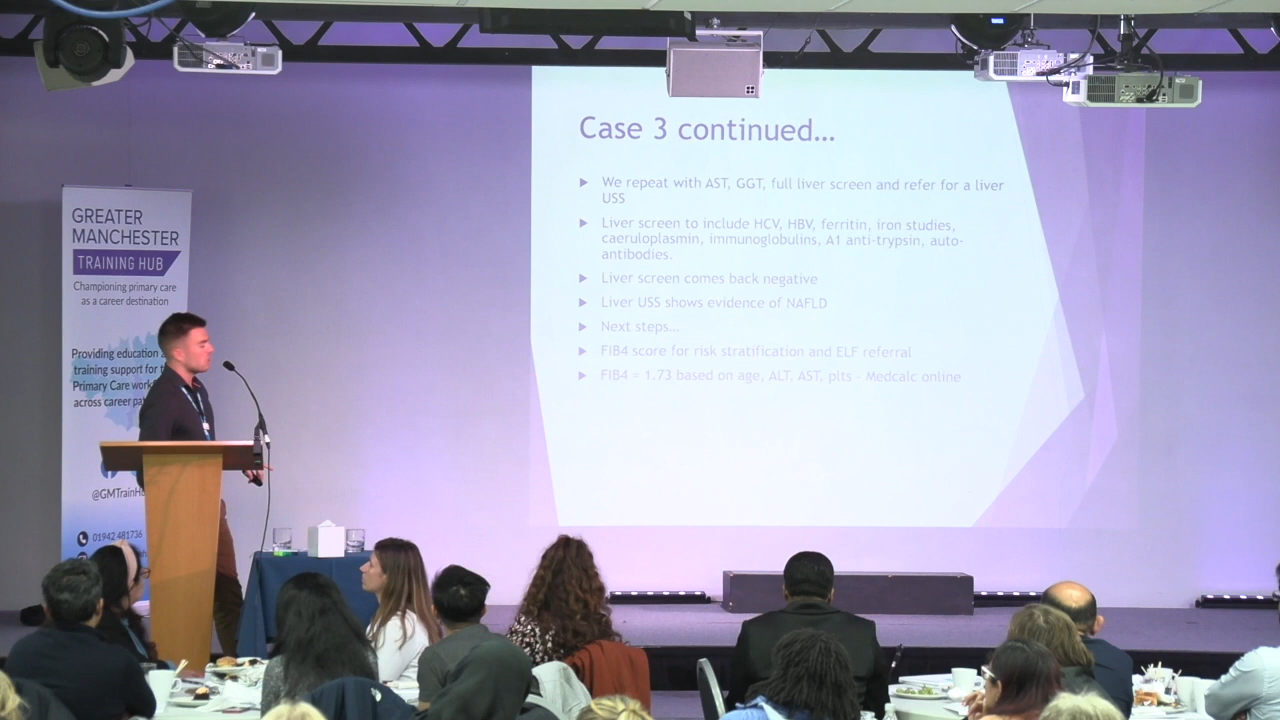 GREATER
MANCHESTER
TRAINING HUB
Championing primary care
as a career destination
Providing education
training support for
Primary Care
across career
@GMTrain
01942 481736
Case 3 continued...
We repeat with AST, GGT, full liver screen and refer for a liver
USS
Liver screen to include HCV, HBV, ferritin, iron studies,
caeruloplasmin, immunoglobulins, A1 anti-trypsin, auto-
antibodies.
Liver screen comes back negative
Liver USS shows evidence of NAFLD
Next steps...
FIB4 score for risk stratification and ELF referral
FIB4 = 1.73 based on age, ALT, AST, plts - Medcalc online